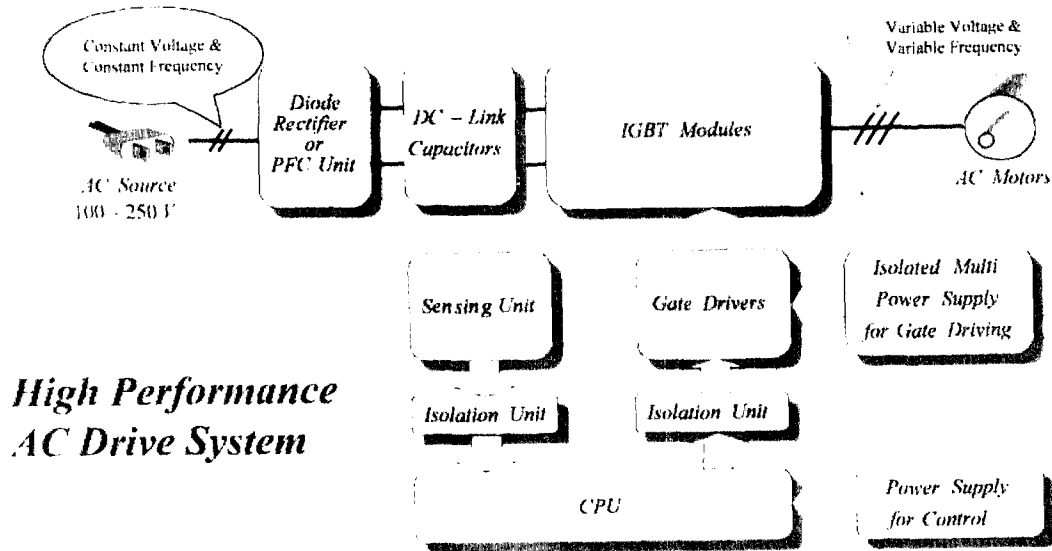 Constant Voltage &
Constant Frequency
Variable Voltage &
Variable Frequency
Diode
Rectifier
or
PFC Unit
DC – Link
Cupacitors
IGBT Modules
AC Source
100 - 250 V
AC Motors
Sensing Unit
Gate Drivers
Isolated Multi
Power Supply
for Gate Driving
High Performance
AC Drive System
Isolation Unit
Isolation Unit
CPU
Power Supply
for Control